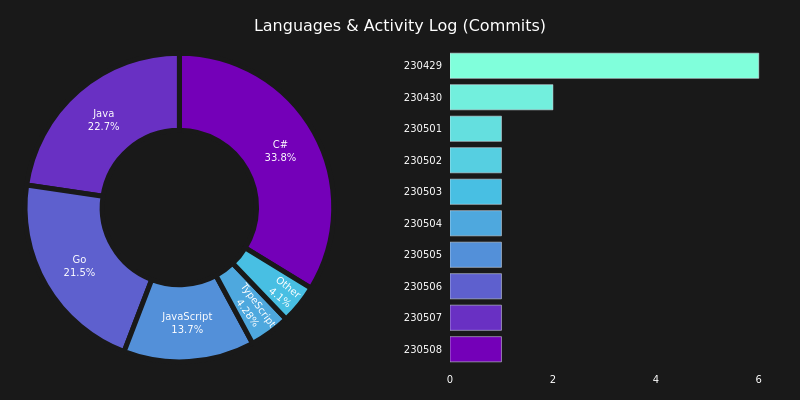 Languages & Activity Log (Commits)
Java
22.7%
C#
33.8%
Go
21.5%
JavaScript
13.7%
TypeScript
4.28%
Other
4.1%
230429
230430
230501
230502
230503
230504
230505
230506
230507
230508
0 2 4 6